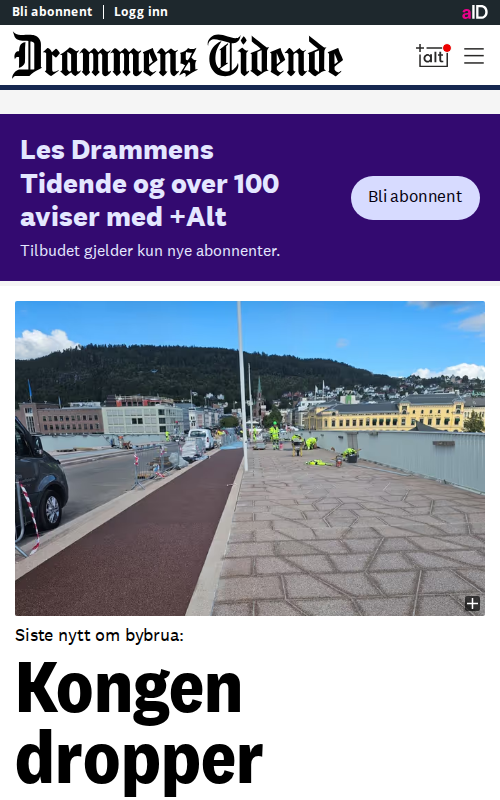 Bli abonnent | Logg inn
aID
Drammens Tidende
+alt
Les Drammens
Tidende og over 100
aviser med +Alt
Bli abonnent
Tilbudet gjelder kun nye abonnenter.
Siste nytt om bybrua:
Kongen
dropper